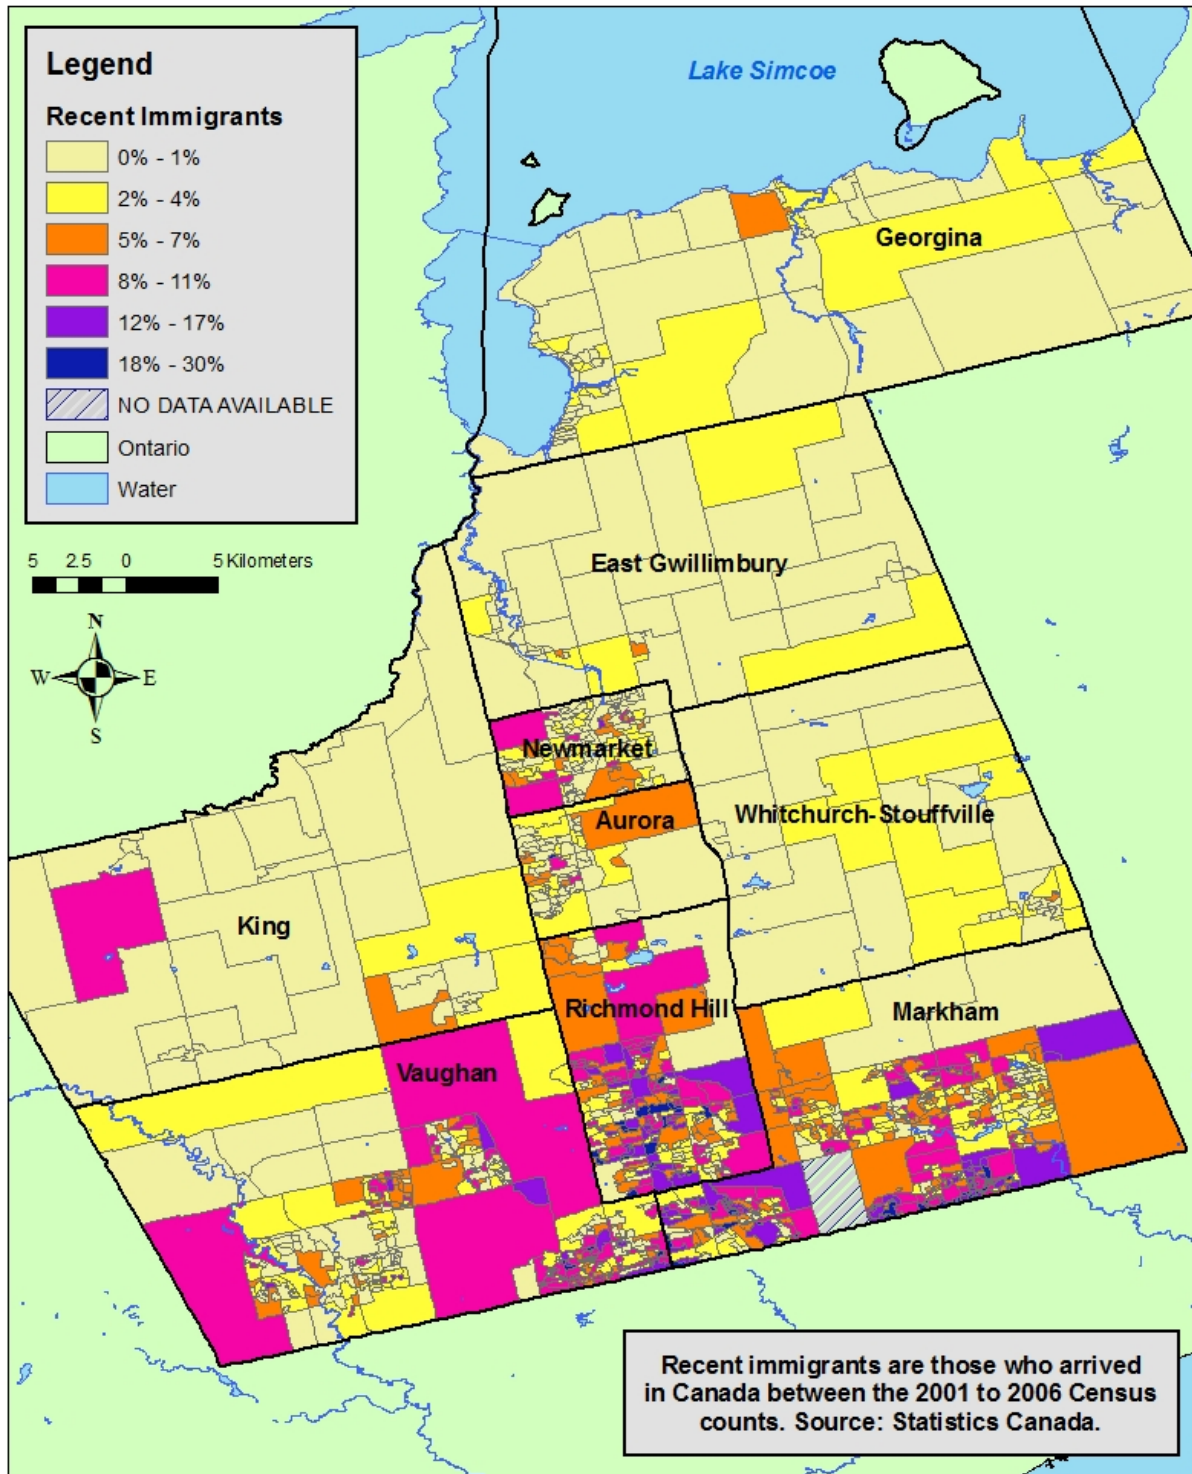 Legend
Recent Immigrants
0% - 1%
2% - 4%
5% - 7%
8% - 11%
12% - 17%
18% - 30%
NO DATA AVAILABLE
Ontario
Water
5 2.5 0 5 Kilometers
N
W E
S
Lake Simcoe
Georgina
East Gwillimbury
Newmarket
Whitchurch-Stouffville
Aurora
King
Richmond Hill
Markham
Vaughan
Recent immigrants are those who arrived
in Canada between the 2001 to 2006 Census
counts. Source: Statistics Canada.